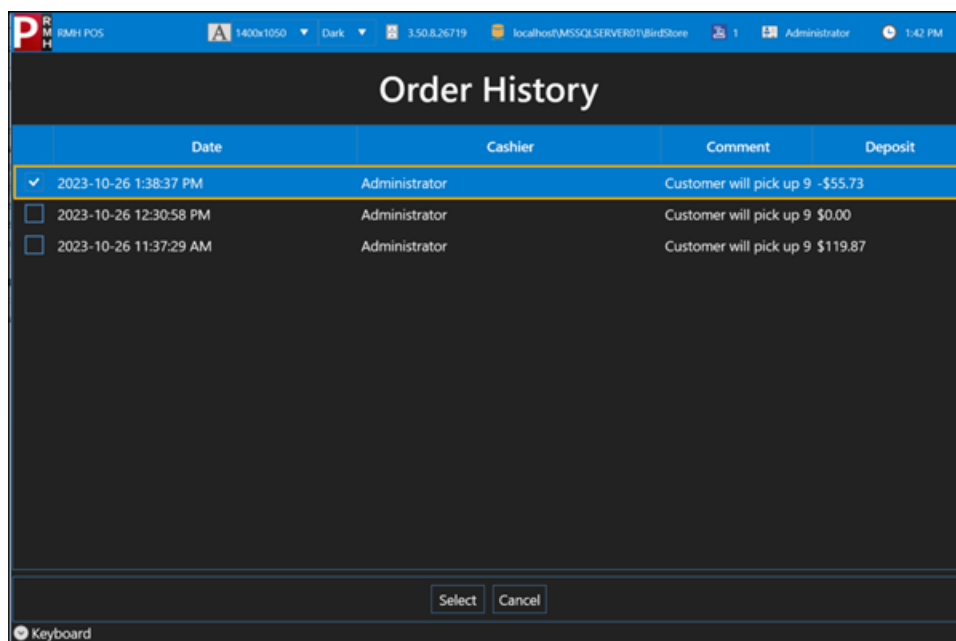 P RMH RMH POS A 1400x1050 Dark 3.50.8.26719 localhost\MSSQLSERVER01\BirdStore 1 Administrator 1:42 PM
Order History
Date Cashier Comment Deposit
2023-10-26 1:38:37 PM Administrator Customer will pick up 9 -$55.73
2023-10-26 12:30:58 PM Administrator Customer will pick up 9 $0.00
2023-10-26 11:37:29 AM Administrator Customer will pick up 9 $119.87
Select Cancel
Keyboard